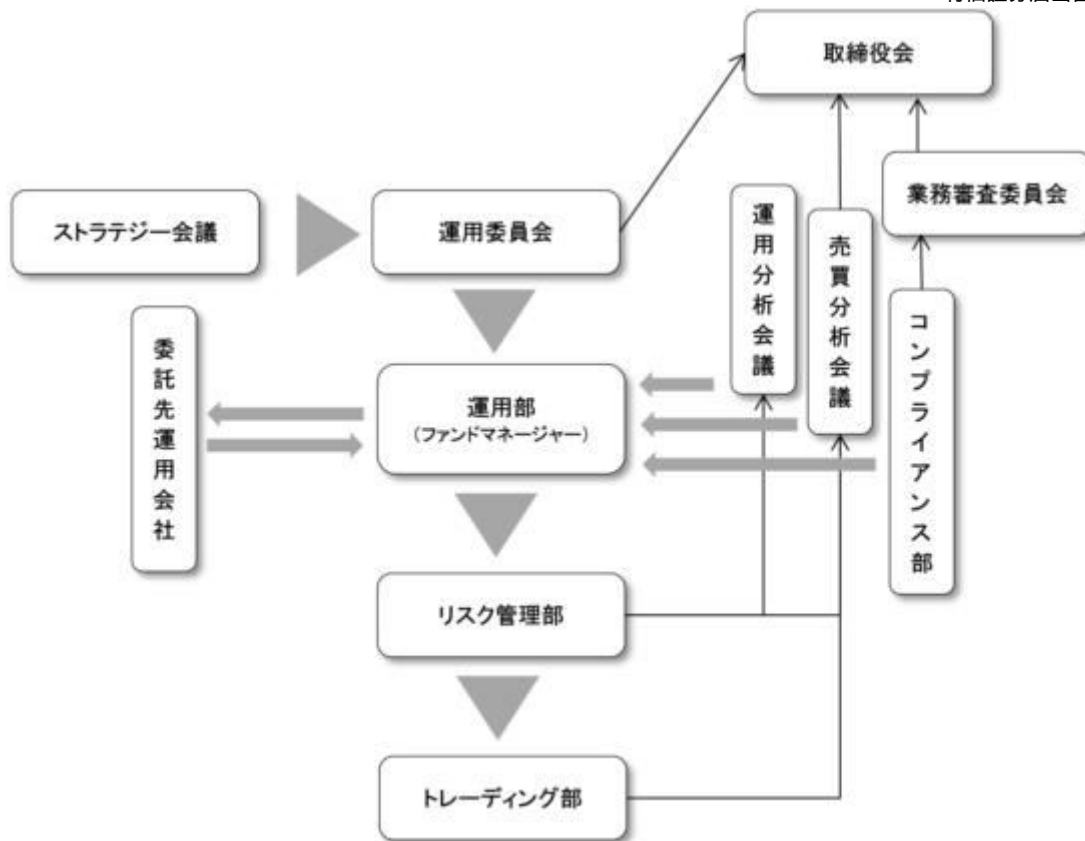 取締役会
業務審査委員会
ストラテジー会議
運用委員会
運用分析会議
売買分析会議
コンプライアンス部
委託先運用会社
運用部
(ファンドマネージャー)
リスク管理部
トレーディング部